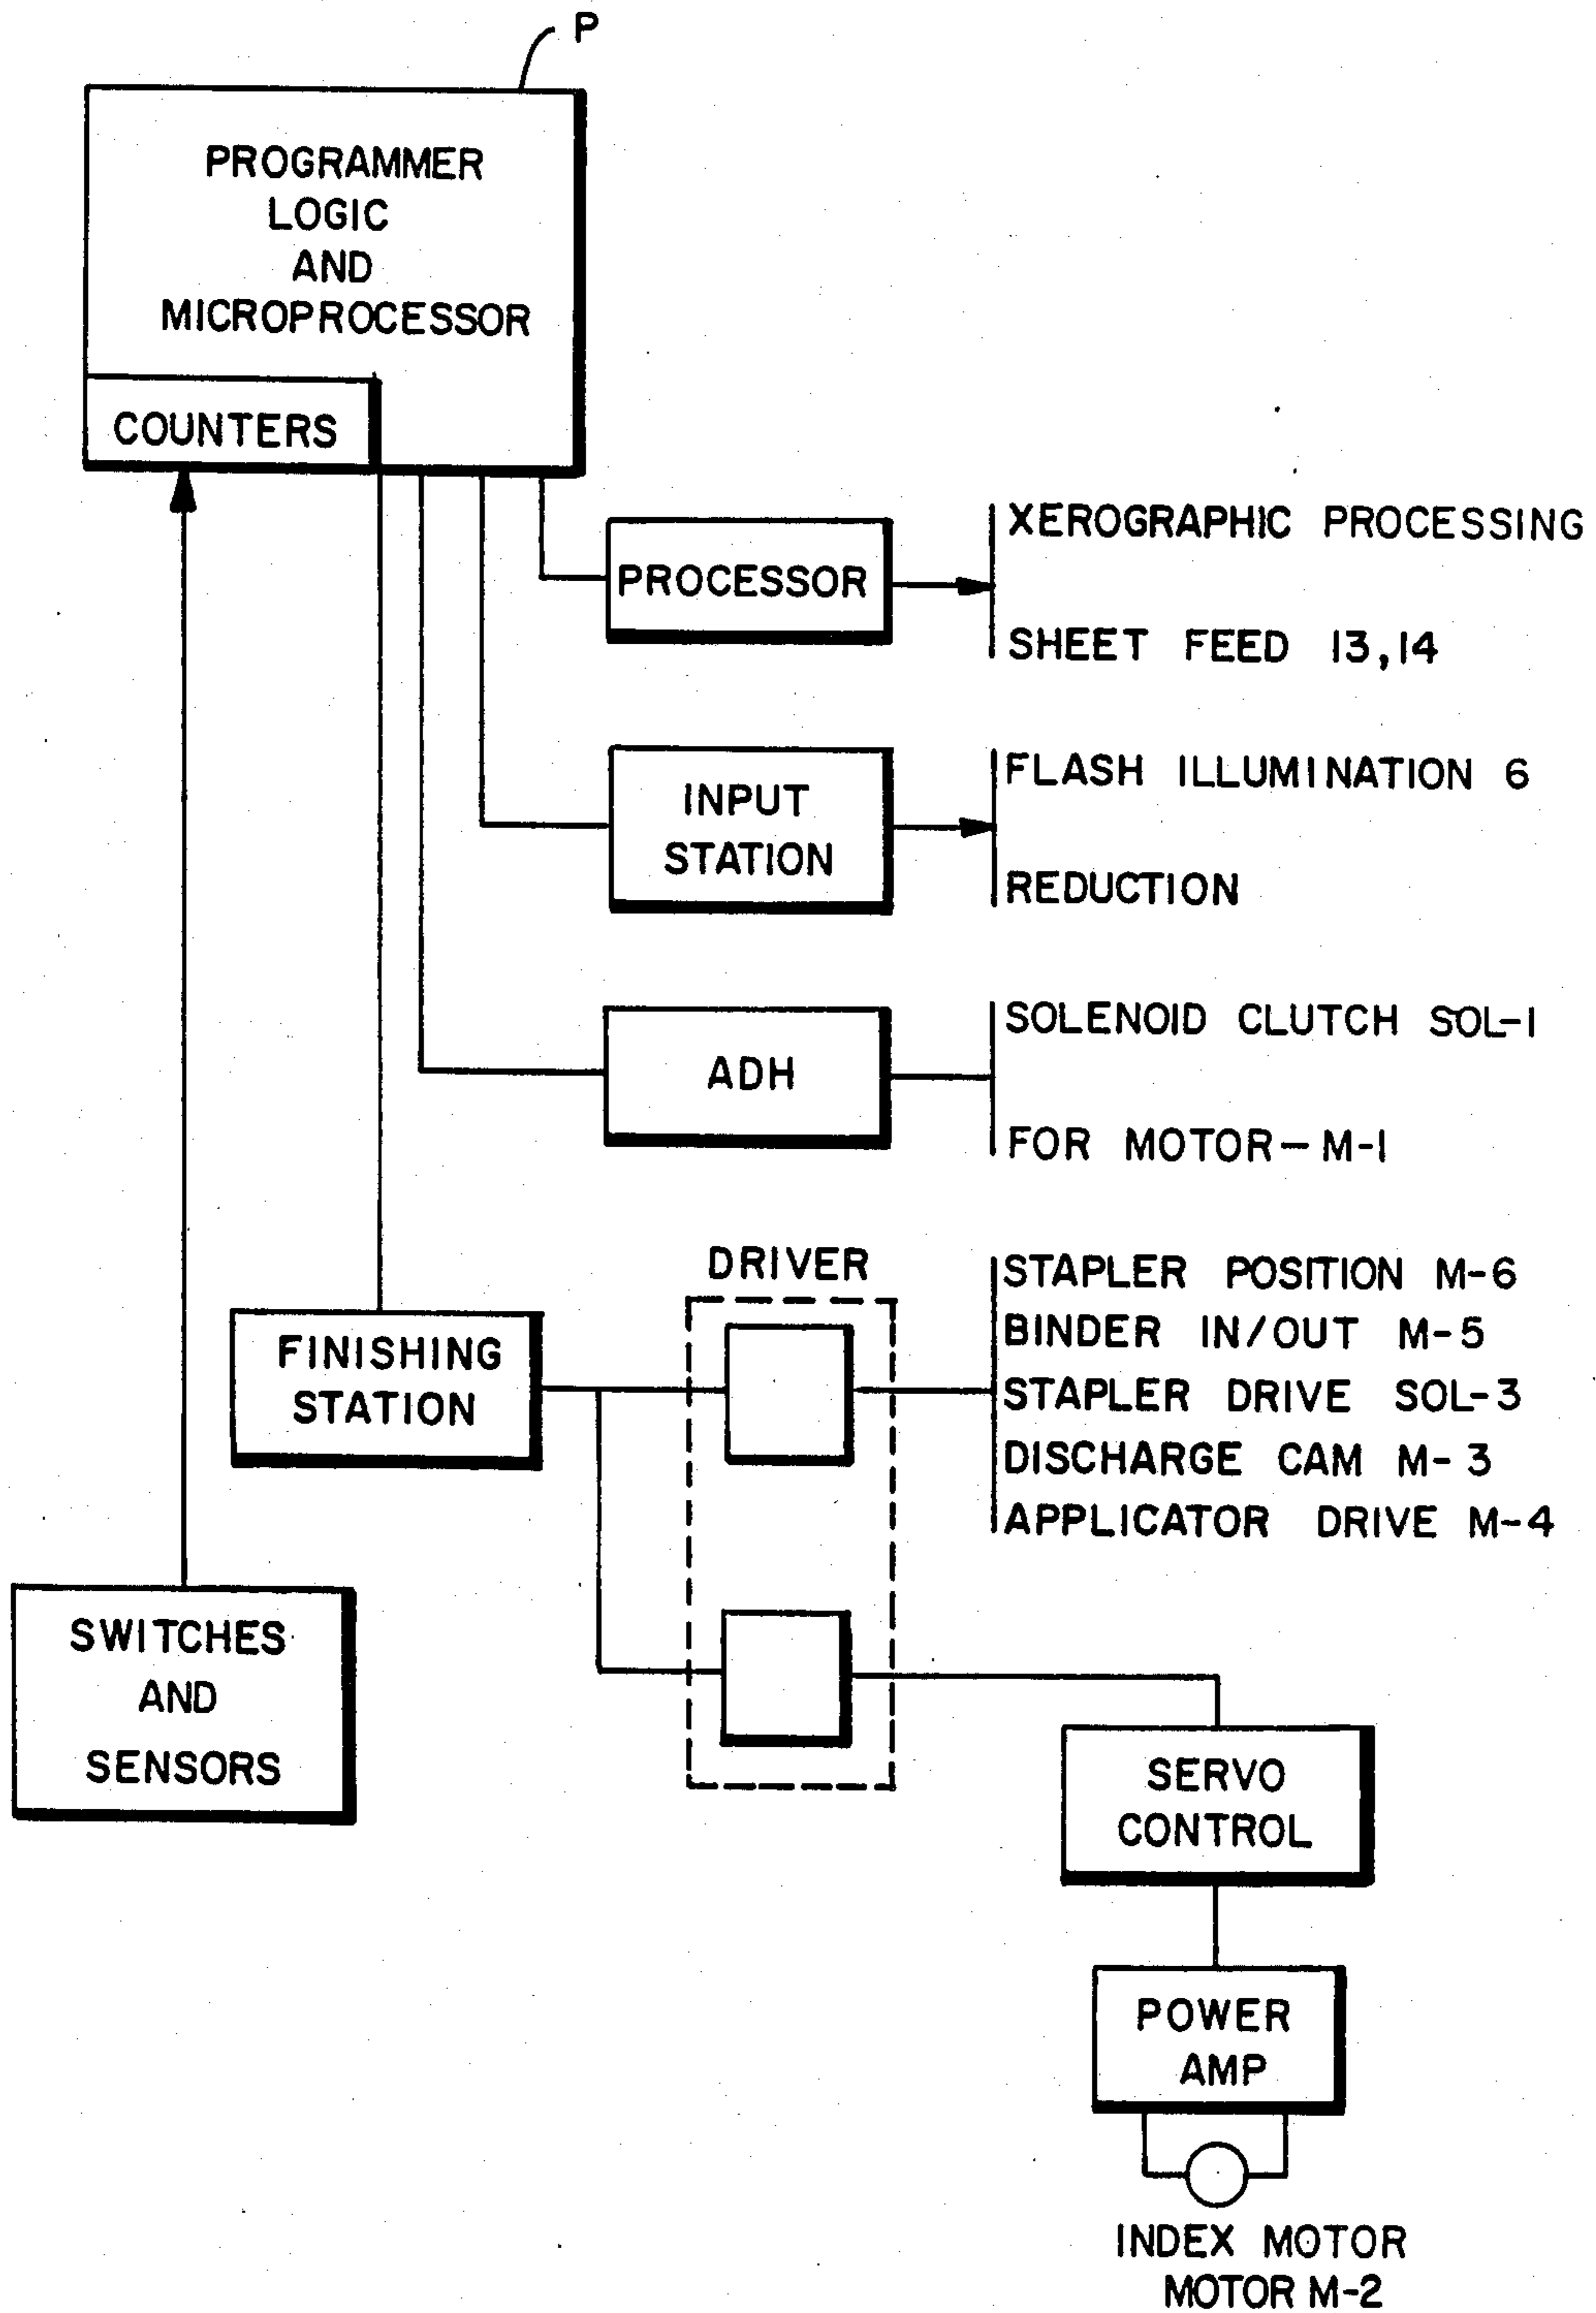 P
PROGRAMMER
LOGIC
AND
MICROPROCESSOR
COUNTERS
PROCESSOR
XEROGRAPHIC PROCESSING
SHEET FEED 13,14
INPUT
STATION
FLASH ILLUMINATION 6
REDUCTION
ADH
SOLENOID CLUTCH SOL-1
FOR MOTOR-M-1
FINISHING
STATION
DRIVER
STAPLER POSITION M-6
BINDER IN/OUT M-5
STAPLER DRIVE SOL-3
DISCHARGE CAM M-3
APPLICATOR DRIVE M-4
SWITCHES
AND
SENSORS
SERVO
CONTROL
POWER
AMP
INDEX MOTOR
MOTOR M-2